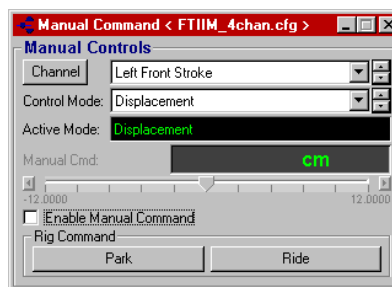 Manual Command < FTIIM_4chan.cfg >
Manual Controls
Channel Left Front Stroke
Control Mode: Displacement
Active Mode: Displacement
Manual Cmd: cm
-12.0000 12.0000
Enable Manual Command
Rig Command
Park Ride